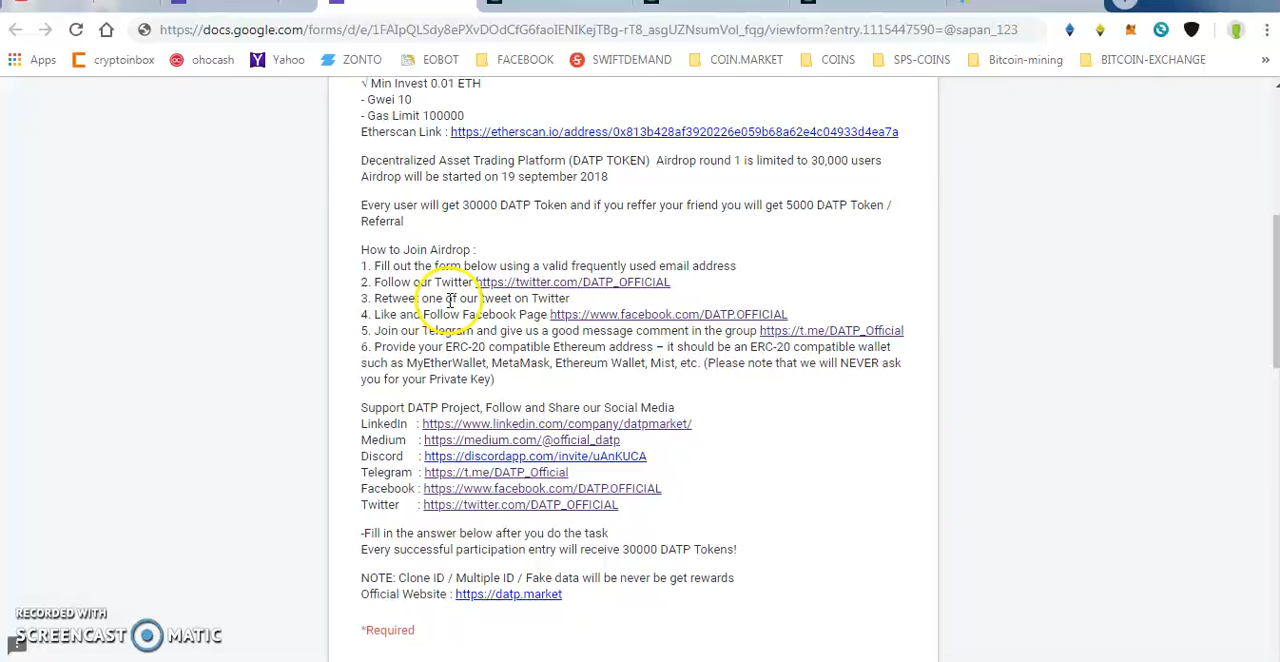 https://docs.google.com/forms/d/e/1FAIpQLSdy8ePXvDOdCfG6faoIENIKejTBg-rT8_asgUZNsumVol_fqg/viewform?entry.1115447590=@sapan_123
Apps cryptoinbox ohocash Yahoo ZONTO EOBOT FACEBOOK SWIFTDEMAND COIN.MARKET COINS SPS-COINS Bitcoin-mining BITCOIN-EXCHANGE »
√ Min Invest 0.01 ETH
- Gwei 10
- Gas Limit 100000
Etherscan Link : https://etherscan.io/address/0x813b428af3920226e059b68a62e4c04933d4ea7a
Decentralized Asset Trading Platform (DATP TOKEN)  Airdrop round 1 is limited to 30,000 users
Airdrop will be started on 19 september 2018
Every user will get 30000 DATP Token and if you reffer your friend you will get 5000 DATP Token /
Referral
How to Join Airdrop :
1. Fill out the form below using a valid frequently used email address
2. Follow our Twitter https://twitter.com/DATP_OFFICIAL
3. Retweet one of our tweet on Twitter
4. Like and Follow Facebook Page https://www.facebook.com/DATP.OFFICIAL
5. Join our Telegram and give us a good message comment in the group https://t.me/DATP_Official
6. Provide your ERC-20 compatible Ethereum address – it should be an ERC-20 compatible wallet
such as MyEtherWallet, MetaMask, Ethereum Wallet, Mist, etc. (Please note that we will NEVER ask
you for your Private Key)
Support DATP Project, Follow and Share our Social Media
LinkedIn : https://www.linkedin.com/company/datpmarket/
Medium : https://medium.com/@official_datp
Discord : https://discordapp.com/invite/uAnKUCA
Telegram : https://t.me/DATP_Official
Facebook : https://www.facebook.com/DATP.OFFICIAL
Twitter : https://twitter.com/DATP_OFFICIAL
-Fill in the answer below after you do the task
Every successful participation entry will receive 30000 DATP Tokens!
NOTE: Clone ID / Multiple ID / Fake data will be never be get rewards
Official Website : https://datp.market
*Required
RECORDED WITH
SCREENCAST MATIC